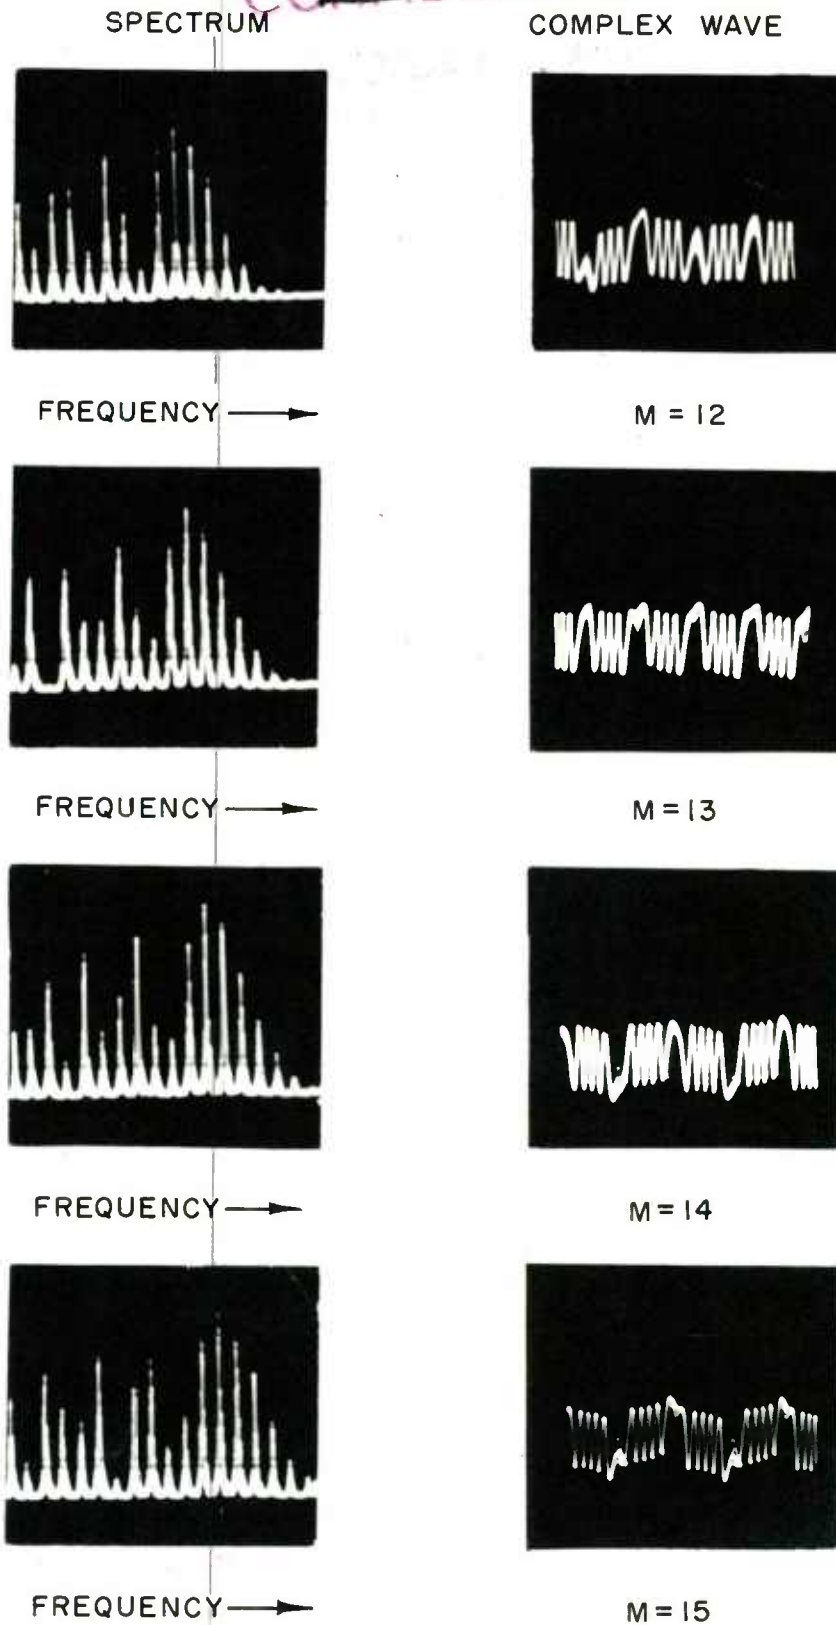 SPECTRUM COMPLEX WAVE
FREQUENCY M = 12
FREQUENCY M = 13
FREQUENCY M = 14
FREQUENCY M = 15